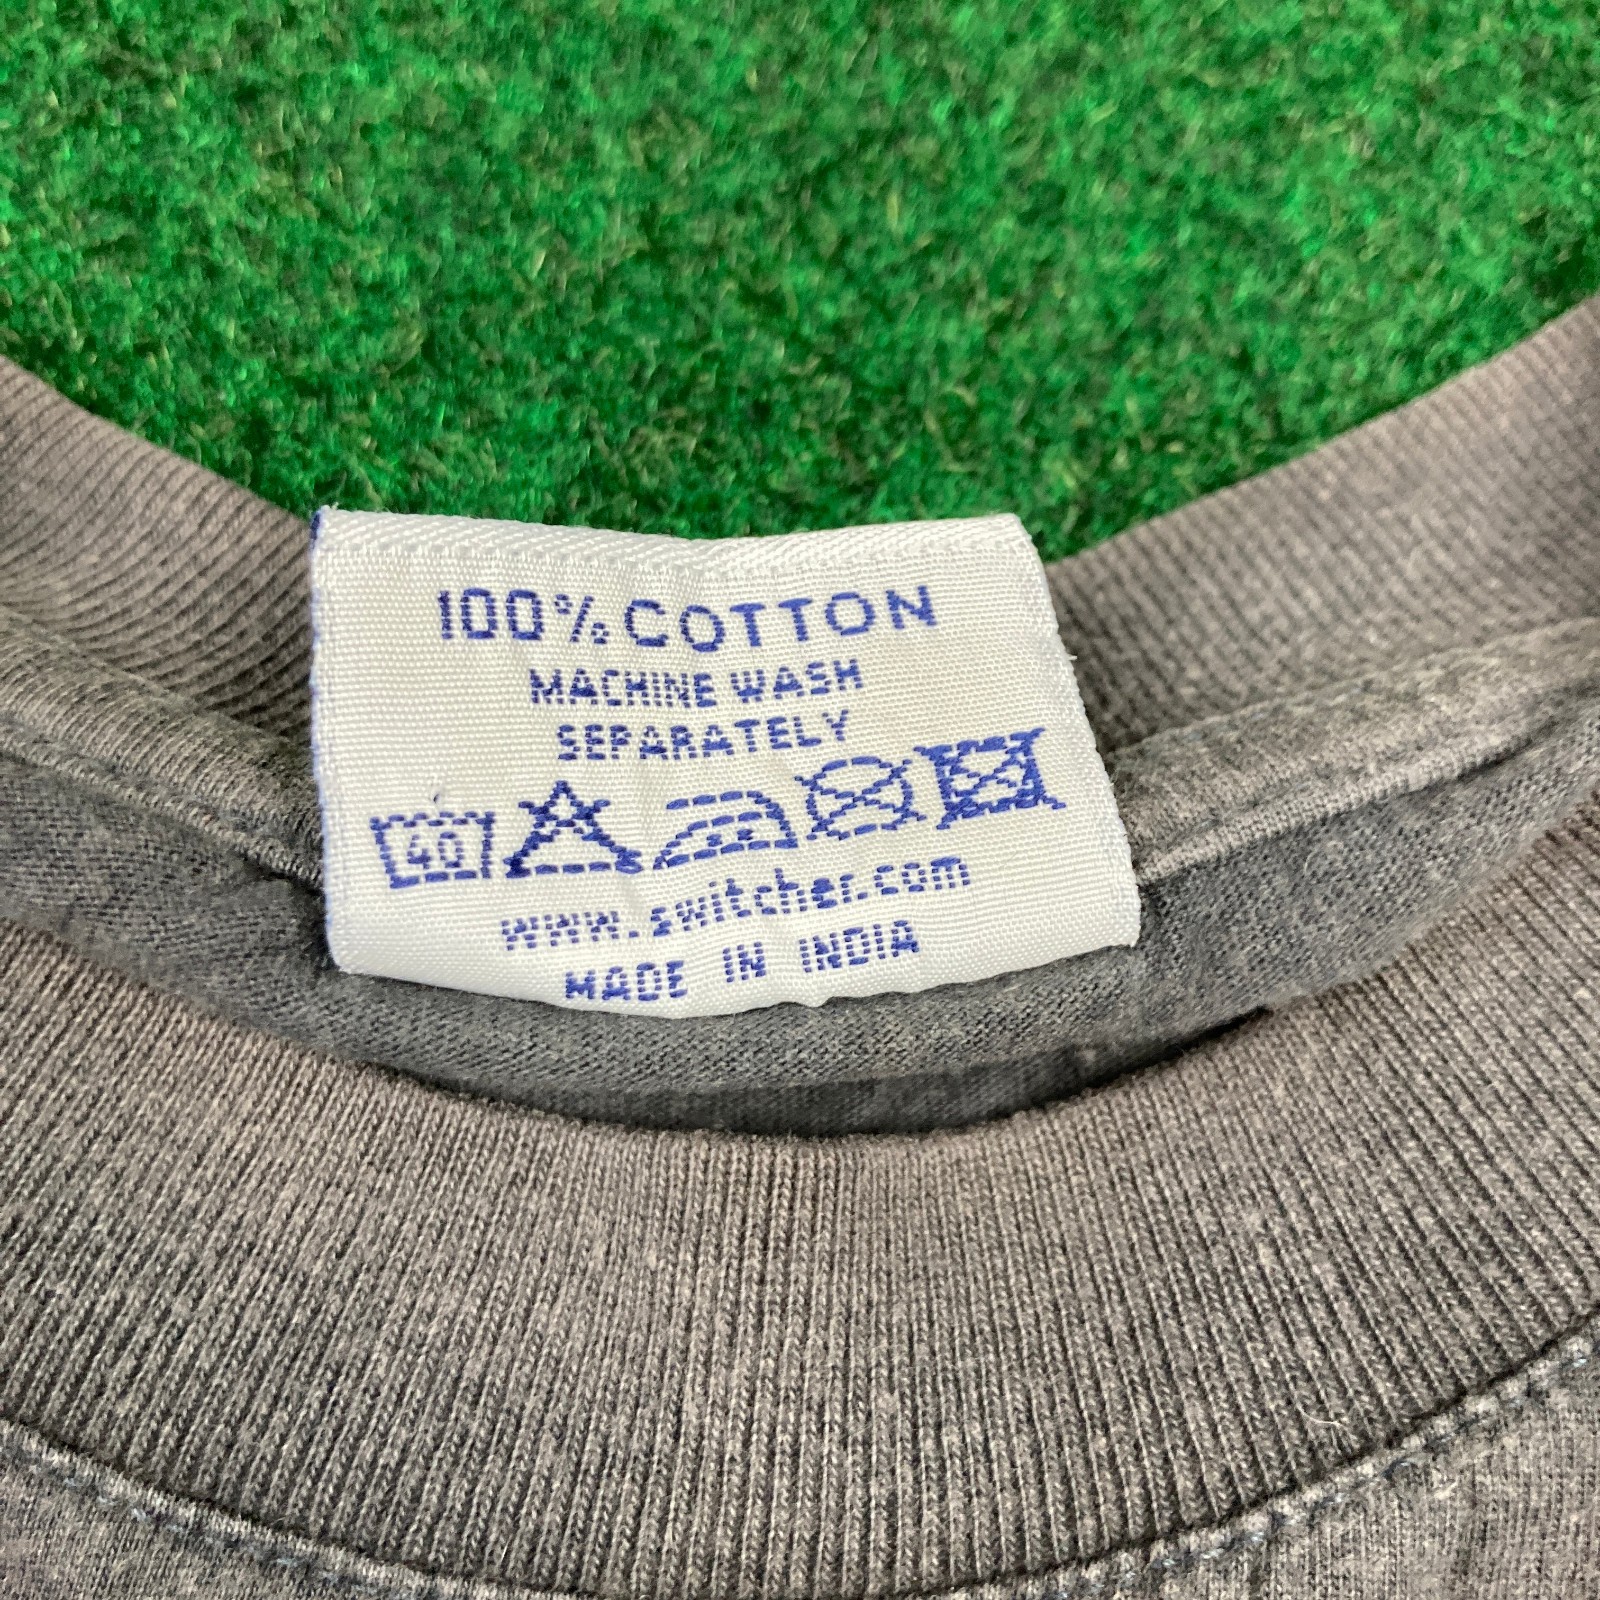 100% COTTON
MACHINE WASH
SEPARATELY
40
www.switcher.com
MADE IN INDIA